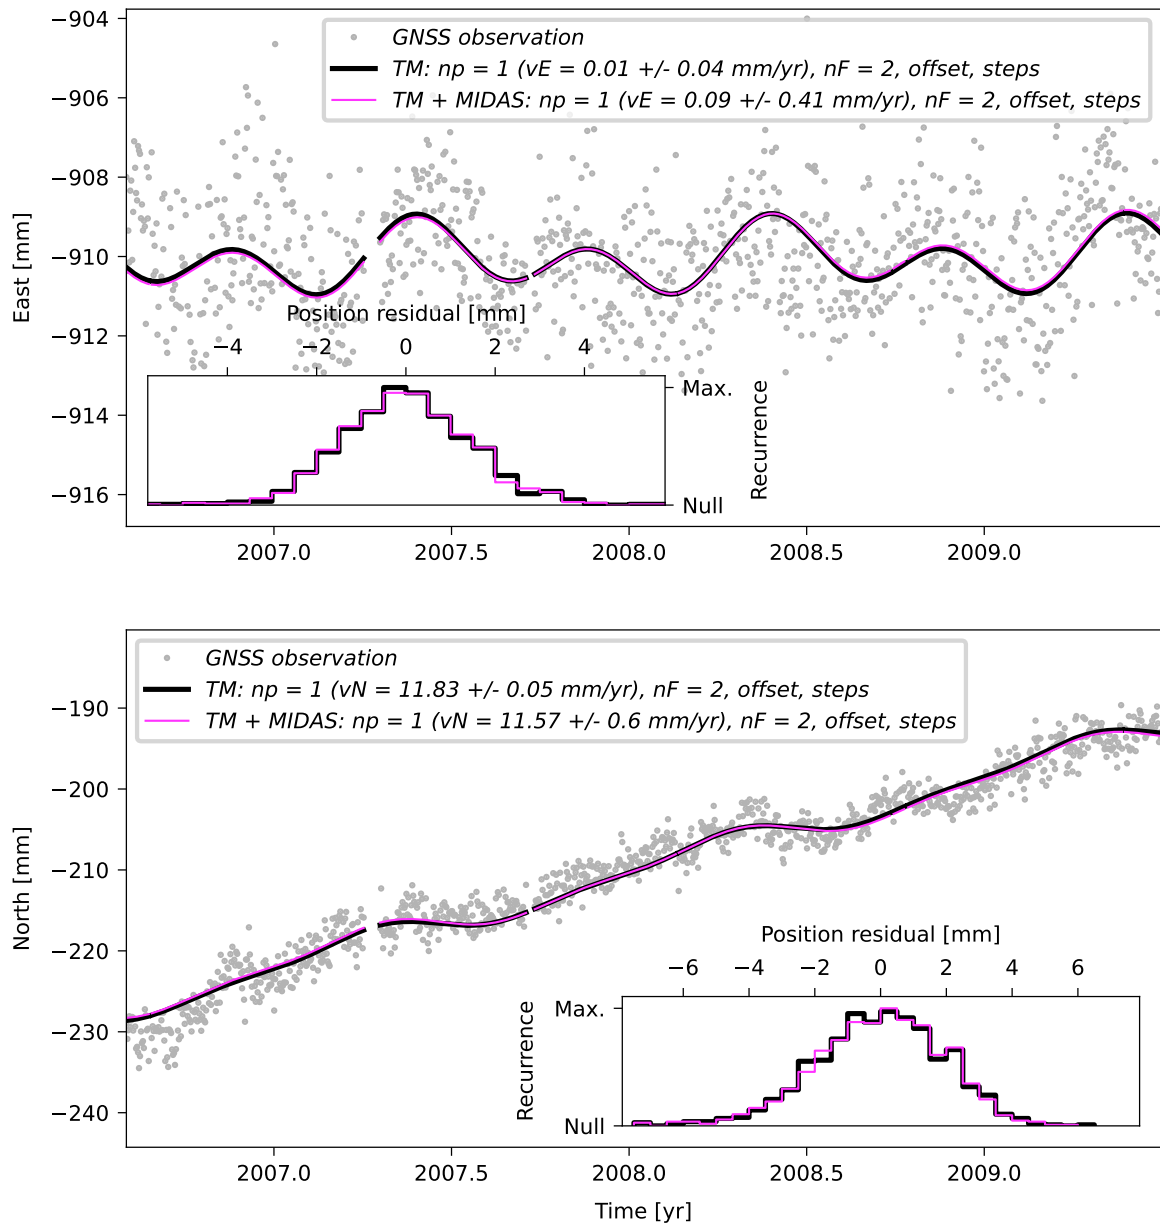 −904
−906
−908
−910
−912
−914
−916
East [mm]
GNSS observation
TM: np = 1 (vE = 0.01 +/- 0.04 mm/yr), nF = 2, offset, steps
TM + MIDAS: np = 1 (vE = 0.09 +/- 0.41 mm/yr), nF = 2, offset, steps
Position residual [mm]
−4 −2 0 2 4
Max.
Null
Recurrence
2007.0 2007.5 2008.0 2008.5 2009.0
−190
−200
−210
−220
−230
−240
North [mm]
GNSS observation
TM: np = 1 (vN = 11.83 +/- 0.05 mm/yr), nF = 2, offset, steps
TM + MIDAS: np = 1 (vN = 11.57 +/- 0.6 mm/yr), nF = 2, offset, steps
Position residual [mm]
−6 −4 −2 0 2 4 6
Max.
Null
Recurrence
2007.0 2007.5 2008.0 2008.5 2009.0
Time [yr]